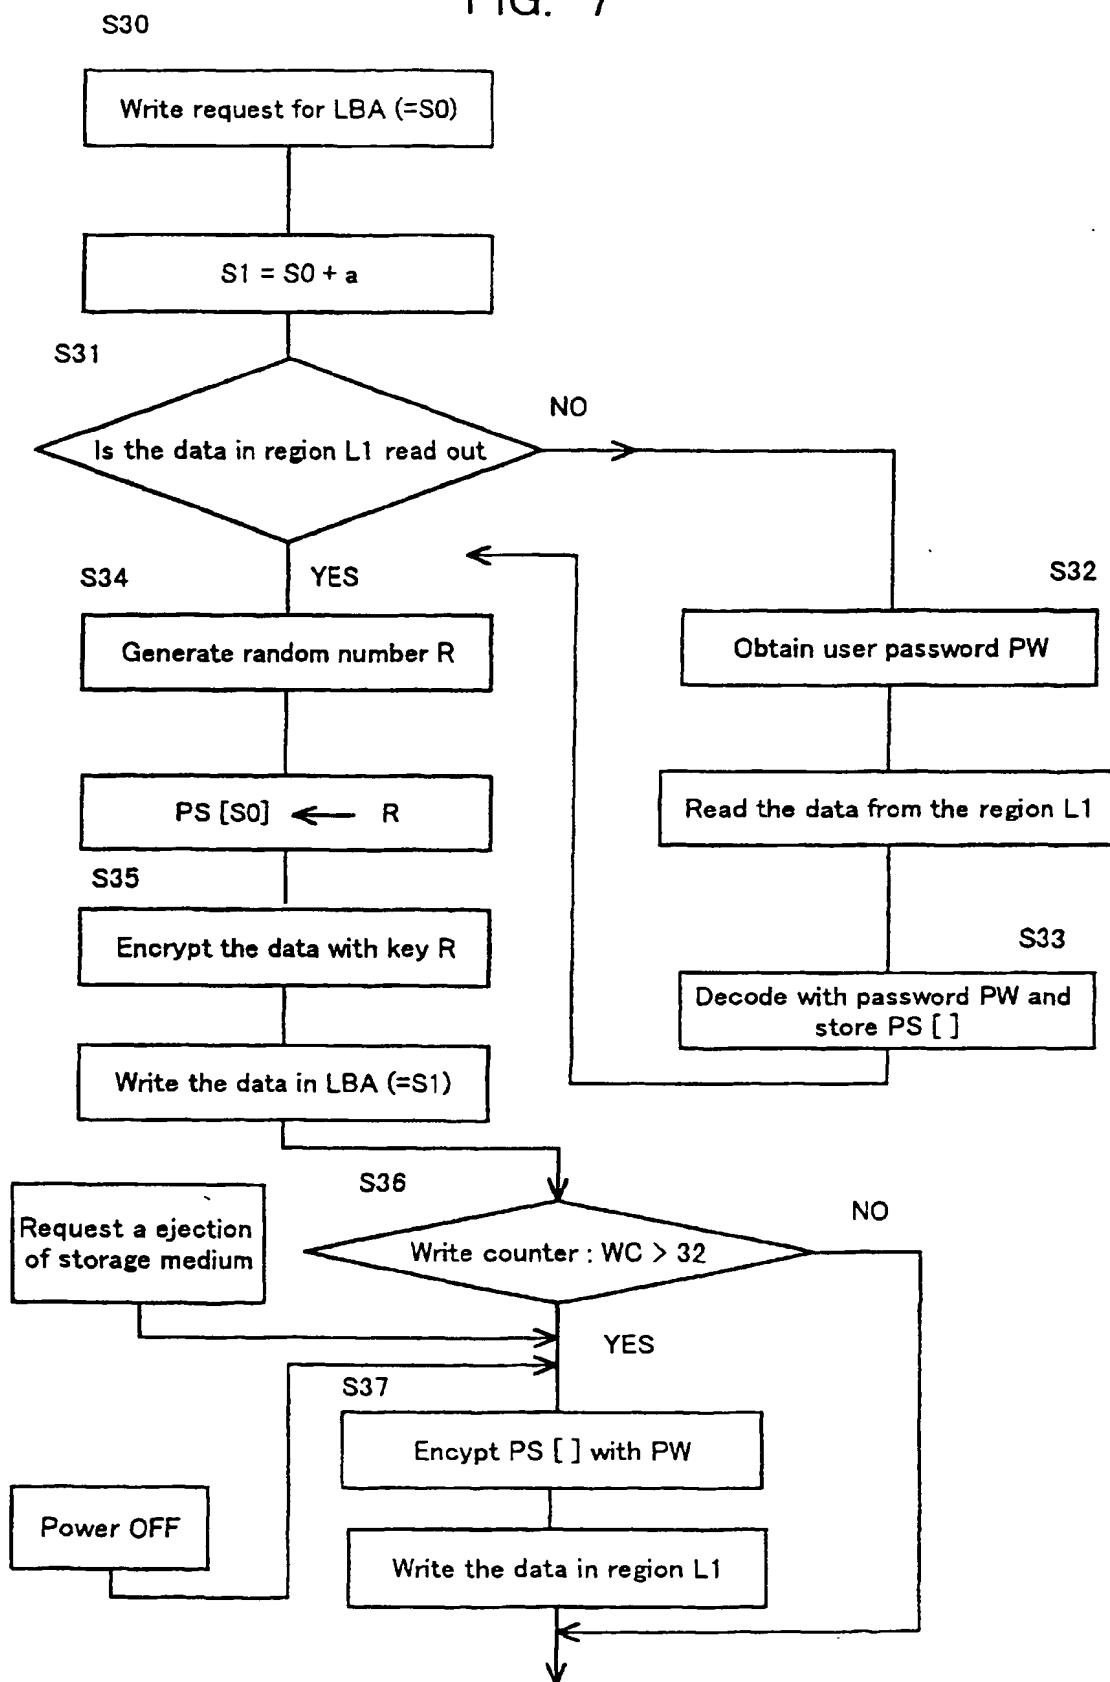 FIG. 7
S30
Write request for LBA (=S0)
S1 = S0 + a
S31
Is the data in region L1 read out
NO
YES
S34
Generate random number R
PS [S0] ← R
S35
Encrypt the data with key R
Write the data in LBA (=S1)
S32
Obtain user password PW
Read the data from the region L1
S33
Decode with password PW and
store PS [ ]
S36
Write counter : WC > 32
NO
YES
Request a ejection
of storage medium
Power OFF
S37
Encypt PS [ ] with PW
Write the data in region L1